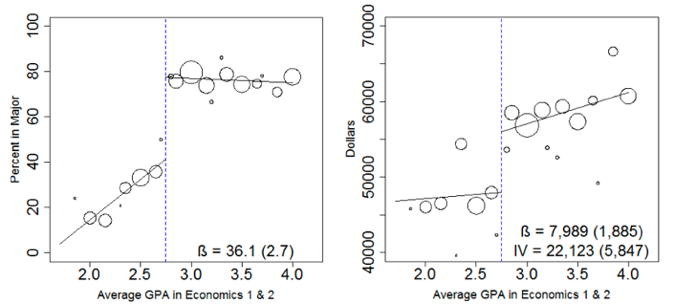 Percent in Major
100
80
60
40
20
0
ß = 36.1 (2.7)
2.0 2.5 3.0 3.5 4.0
Average GPA in Economics 1 & 2
Dollars
70000
60000
50000
40000
ß = 7,989 (1,885)
IV = 22,123 (5,847)
2.0 2.5 3.0 3.5 4.0
Average GPA in Economics 1 & 2